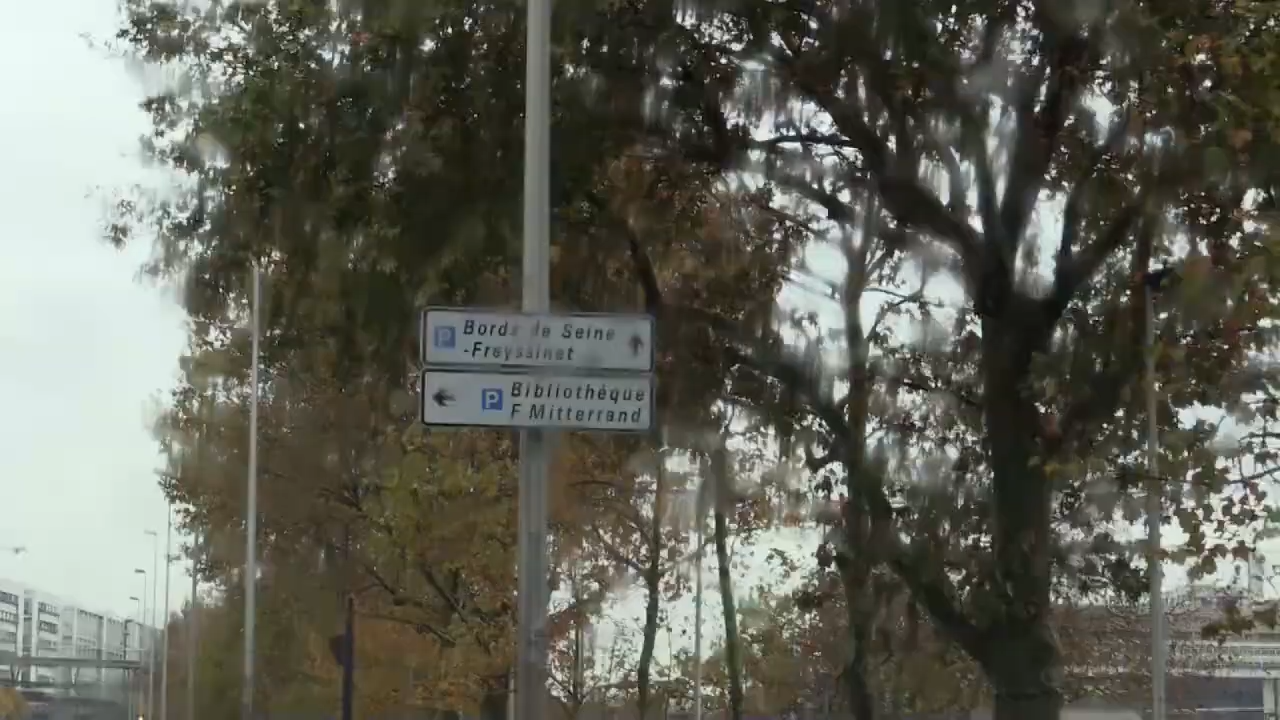 P Bords de Seine
-Freyssinet
P Bibliothèque
F Mitterrand